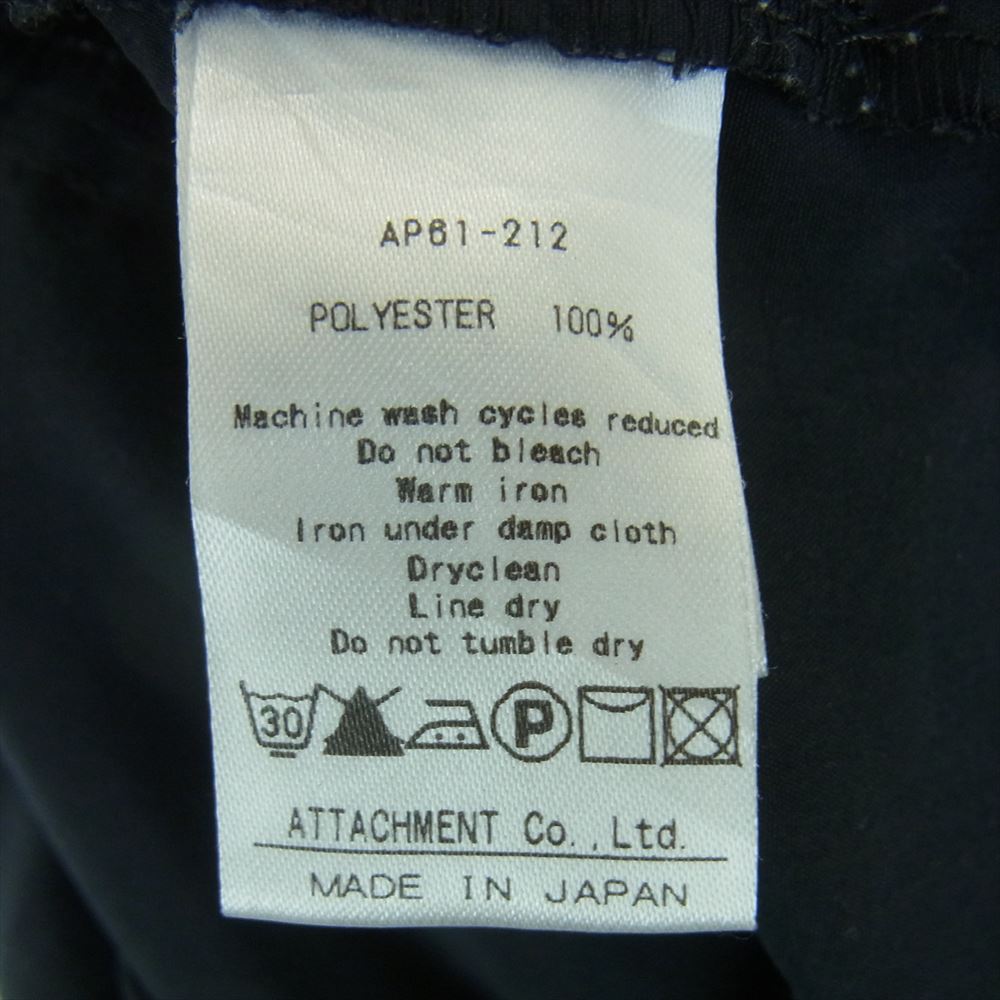 AP61-212
POLYESTER 100%
Machine wash cycles reduced
Do not bleach
Warm iron
Iron under damp cloth
Dryclean
Line dry
Do not tumble dry
30 P
ATTACHMENT Co.,Ltd.
MADE IN JAPAN